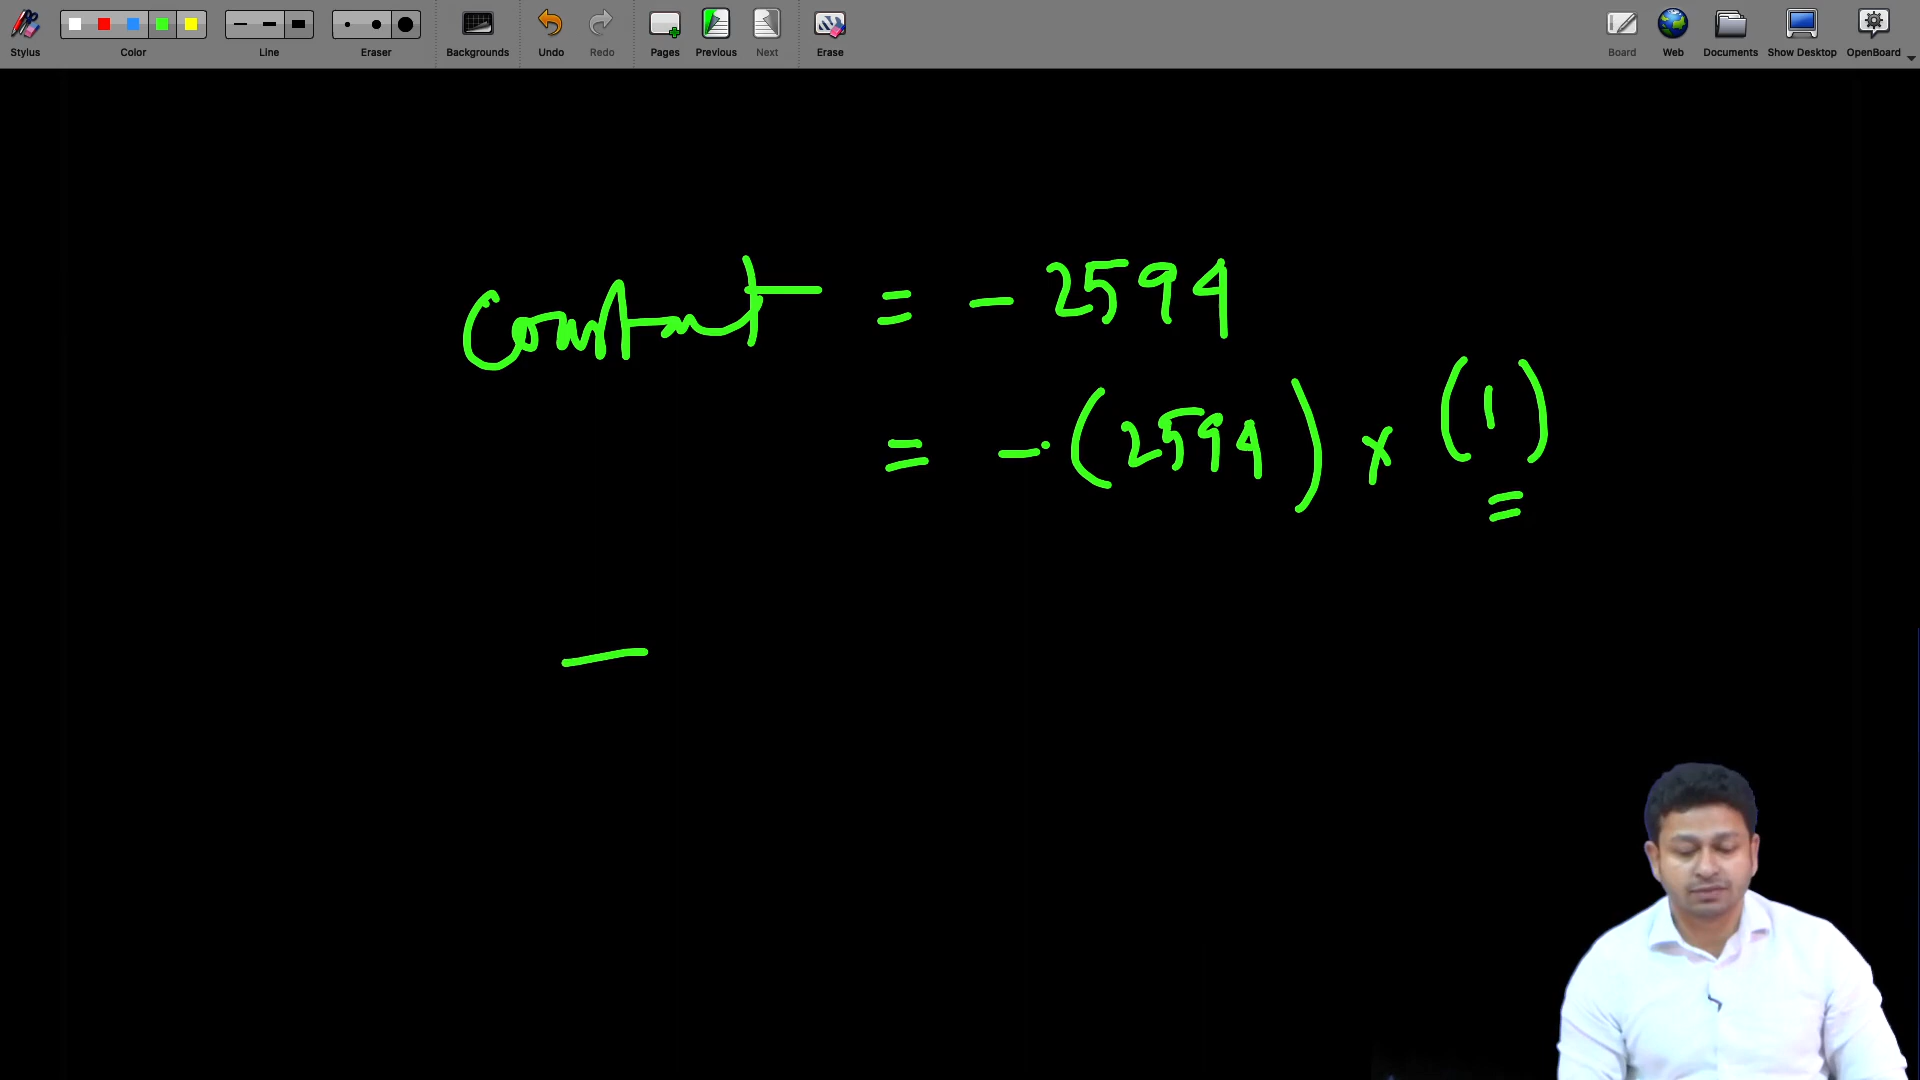 Stylus Color Line Eraser Backgrounds Undo Redo Pages Previous Next Erase Board Web Documents Show Desktop OpenBoard
Constant = - 2594
= - (2594) x (1)